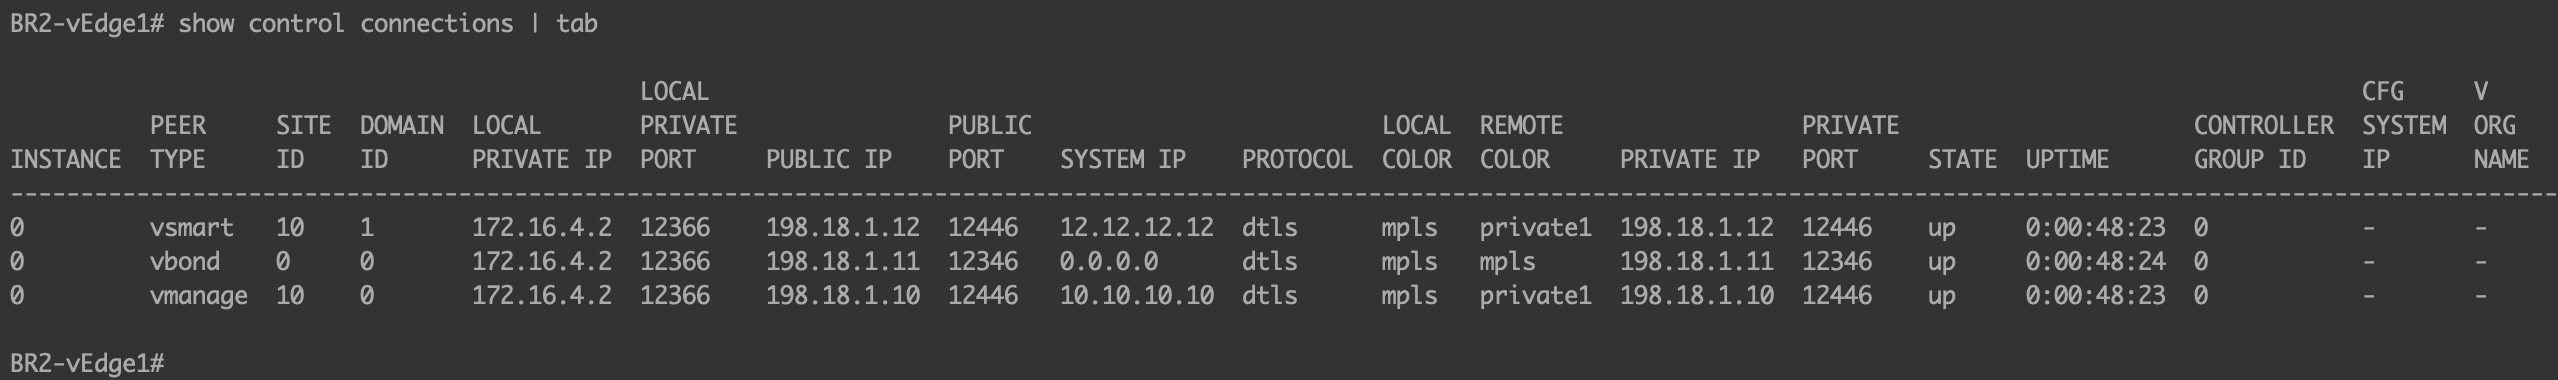 BR2-vEdge1# show control connections | tab
LOCAL CFG V
PEER SITE DOMAIN LOCAL PRIVATE PUBLIC LOCAL REMOTE PRIVATE CONTROLLER SYSTEM ORG
INSTANCE TYPE ID ID PRIVATE IP PORT PUBLIC IP PORT SYSTEM IP PROTOCOL COLOR COLOR PRIVATE IP PORT STATE UPTIME GROUP ID IP NAME
--------------------------------------------------------------------------------------------------------------------------------------------------------------------------------------
0 vsmart 10 1 172.16.4.2 12366 198.18.1.12 12446 12.12.12.12 dtls mpls private1 198.18.1.12 12446 up 0:00:48:23 0 - -
0 vbond 0 0 172.16.4.2 12366 198.18.1.11 12346 0.0.0.0 dtls mpls mpls 198.18.1.11 12346 up 0:00:48:24 0 - -
0 vmanage 10 0 172.16.4.2 12366 198.18.1.10 12446 10.10.10.10 dtls mpls private1 198.18.1.10 12446 up 0:00:48:23 0 - -
BR2-vEdge1#